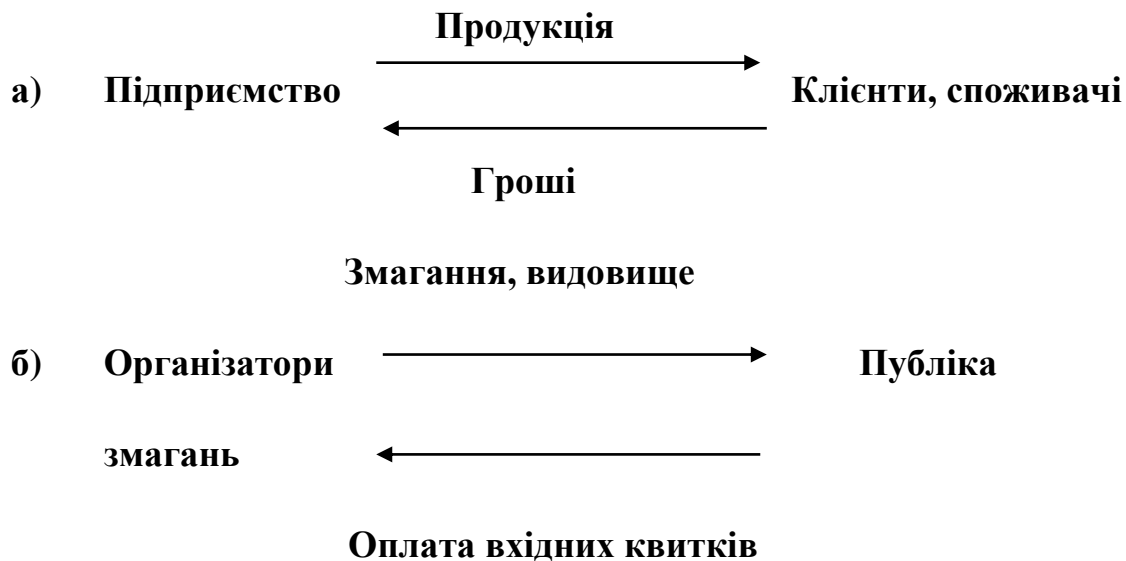 Продукція
а) Підприємство Клієнти, споживачі
Гроші
Змагання, видовище
б) Організатори Публіка
змагань
Оплата вхідних квитків